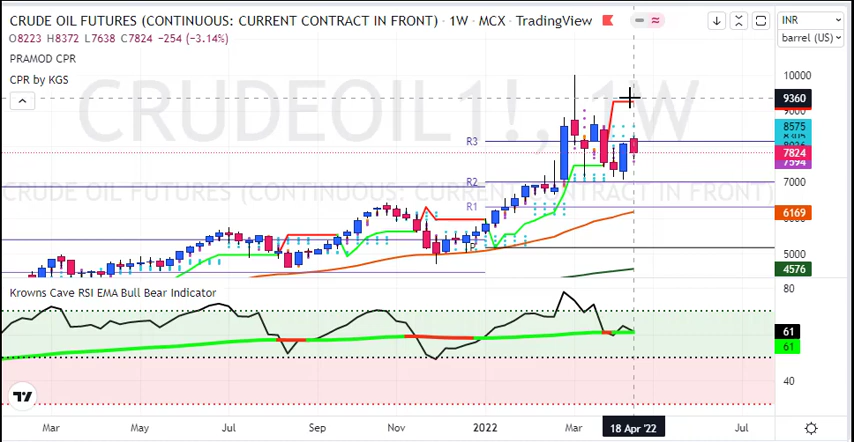 CRUDE OIL FUTURES (CONTINUOUS: CURRENT CONTRACT IN FRONT) · 1W · MCX · TradingView
INR
O8223 H8372 L7638 C7824 -254 (-3.14%)
barrel (US)
PRAMOD CPR
CPR by KGS
CRUDEOIL1!, 1W
CRUDE OIL FUTURES (CONTINUOUS: CURRENT CONTRACT IN FRONT)
10000
9360
9000
8575
R3
7824
7594
R2
7000
R1
6169
P
5000
4576
Krowns Cave RSI EMA Bull Bear Indicator
80
61
61
40
Mar May Jul Sep Nov 2022 Mar 18 Apr '22 Jul